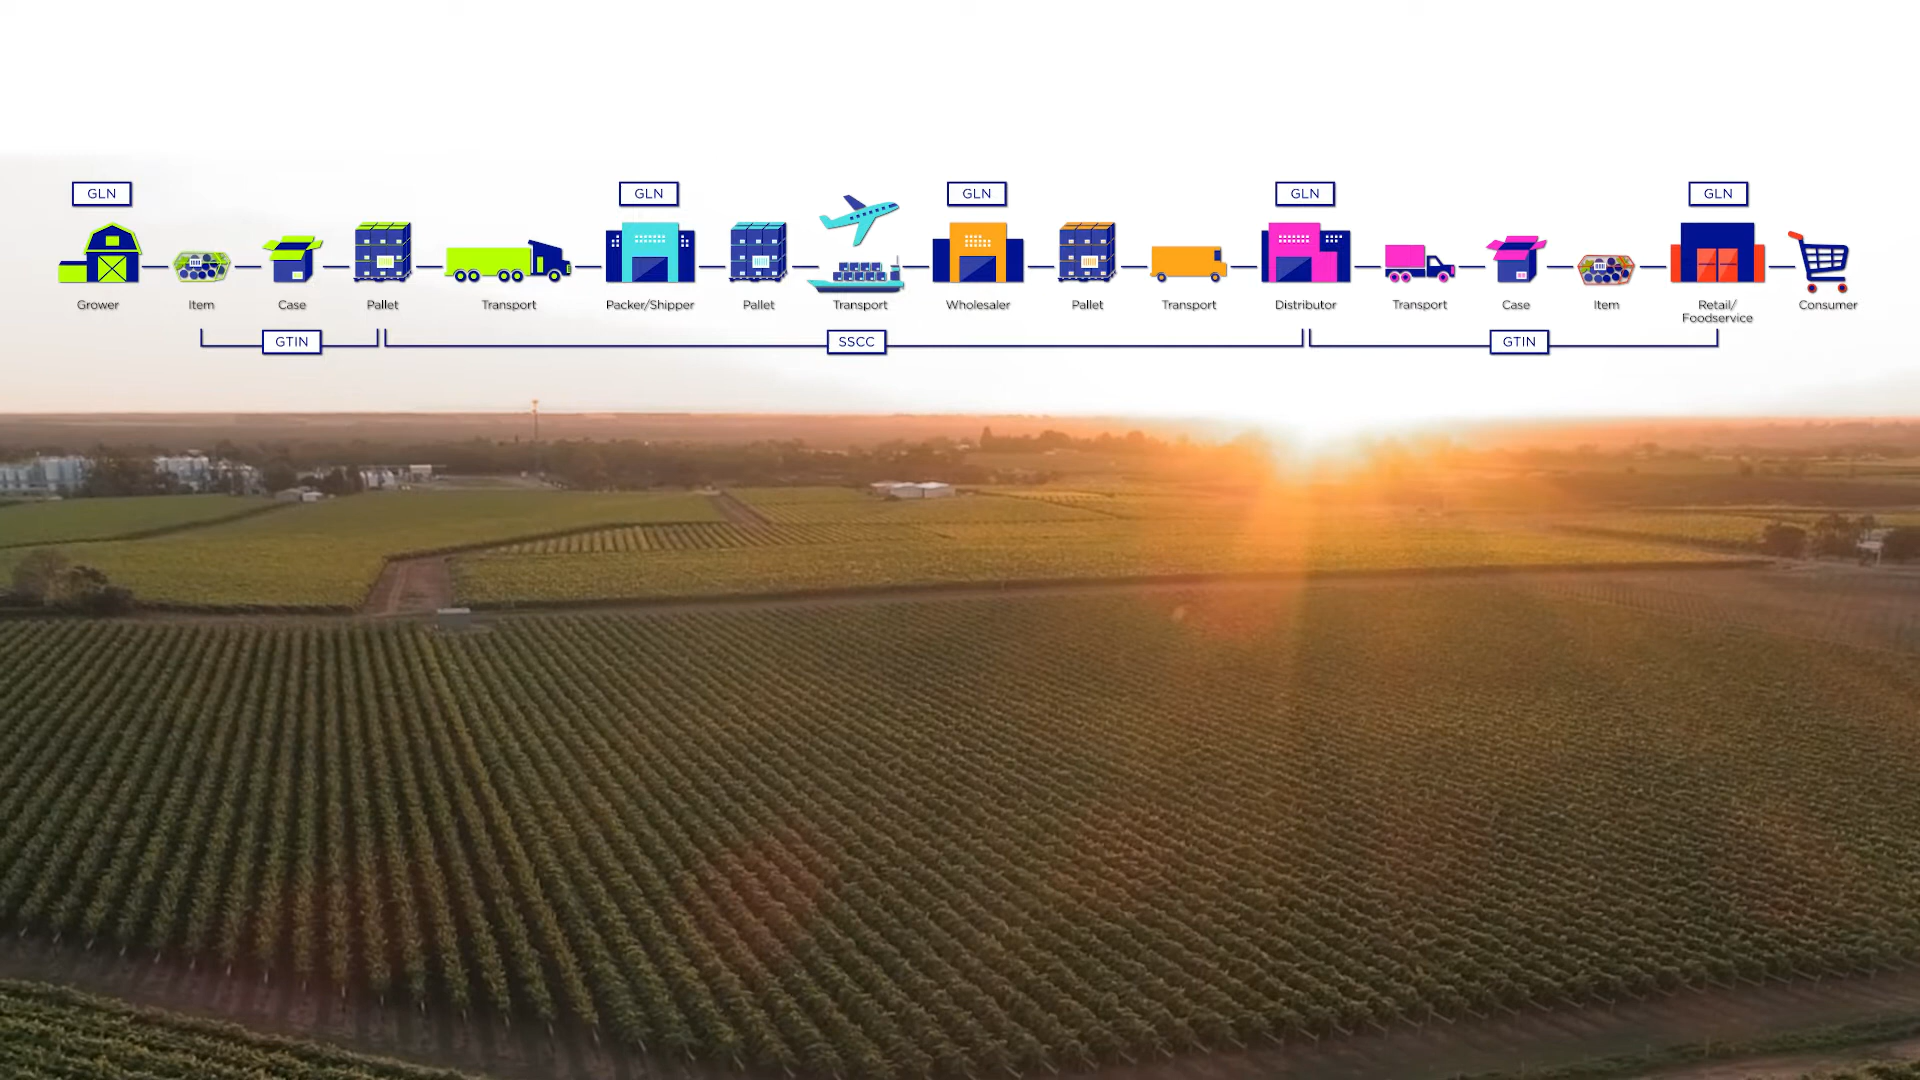 GLN GLN GLN GLN GLN
Grower Item Case Pallet Transport Packer/Shipper Pallet Transport Wholesaler Pallet Transport Distributor Transport Case Item Retail/ Consumer
Foodservice
GTIN SSCC GTIN